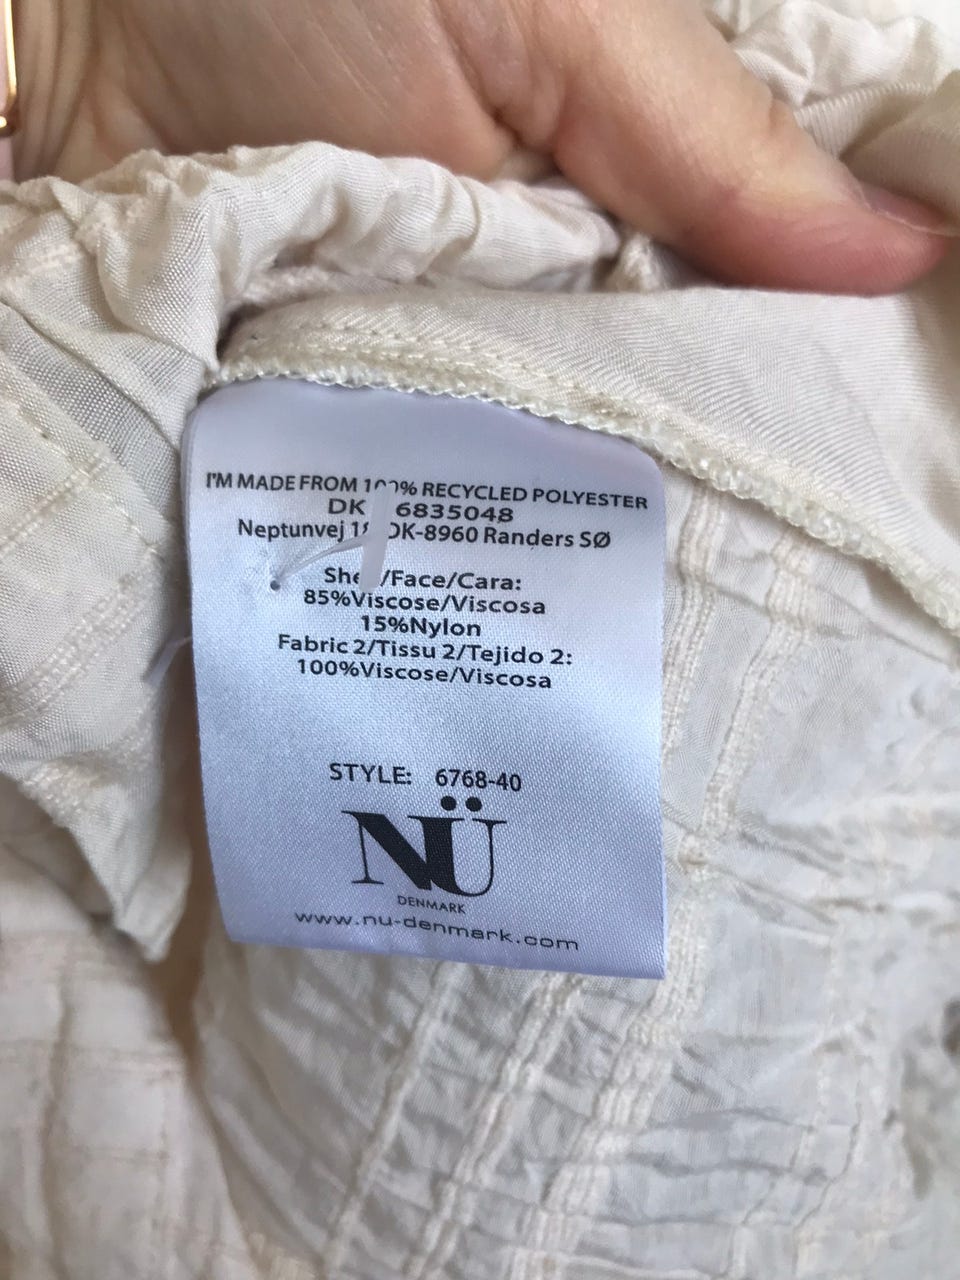 I'M MADE FROM 100% RECYCLED POLYESTER
DK 6835048
Neptunvej DK-8960 Randers SØ
/Face/Cara:
85%Viscose/Viscosa
15%Nylon
Fabric 2/Tissu 2/Tejido 2:
100%Viscose/Viscosa
STYLE: 6768-40
NÜ
DENMARK
www.nu-denmark.com